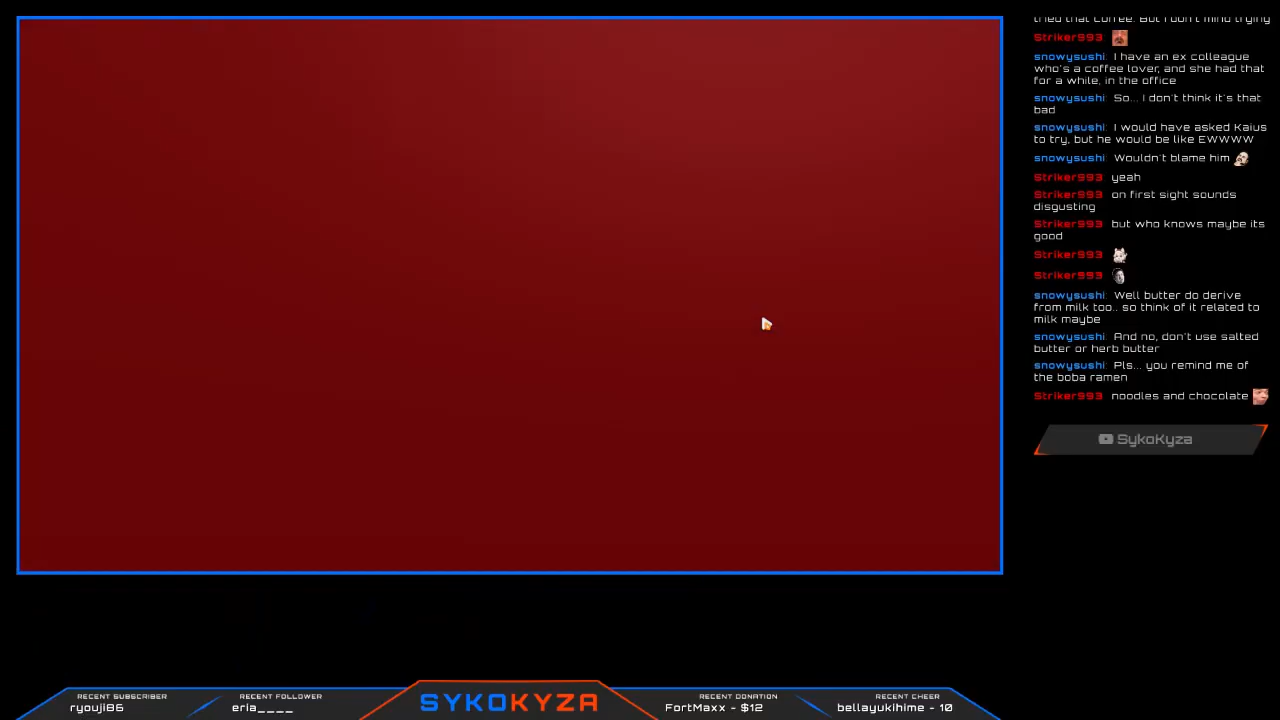 tried that coffee. But I don't mind trying
Striker993
snowysushi: I have an ex colleague
who's a coffee lover, and she had that
for a while, in the office
snowysushi: So... I don't think it's that
bad
snowysushi: I would have asked Kaius
to try, but he would be like EWWWW
snowysushi: Wouldn't blame him
Striker993 yeah
Striker993 on first sight sounds
disgusting
Striker993 but who knows maybe its
good
Striker993
Striker993
snowysushi: Well butter do derive
from milk too.. so think of it related to
milk maybe
snowysushi: And no, don't use salted
butter or herb butter
snowysushi: Pls... you remind me of
the boba ramen
Striker993 noodles and chocolate
SykoKyza
RECENT SUBSCRIBER
ryouji86
RECENT FOLLOWER
eria____
SYKOKYZA
RECENT DONATION
FortMaxx - $12
RECENT CHEER
bellayukihime - 10